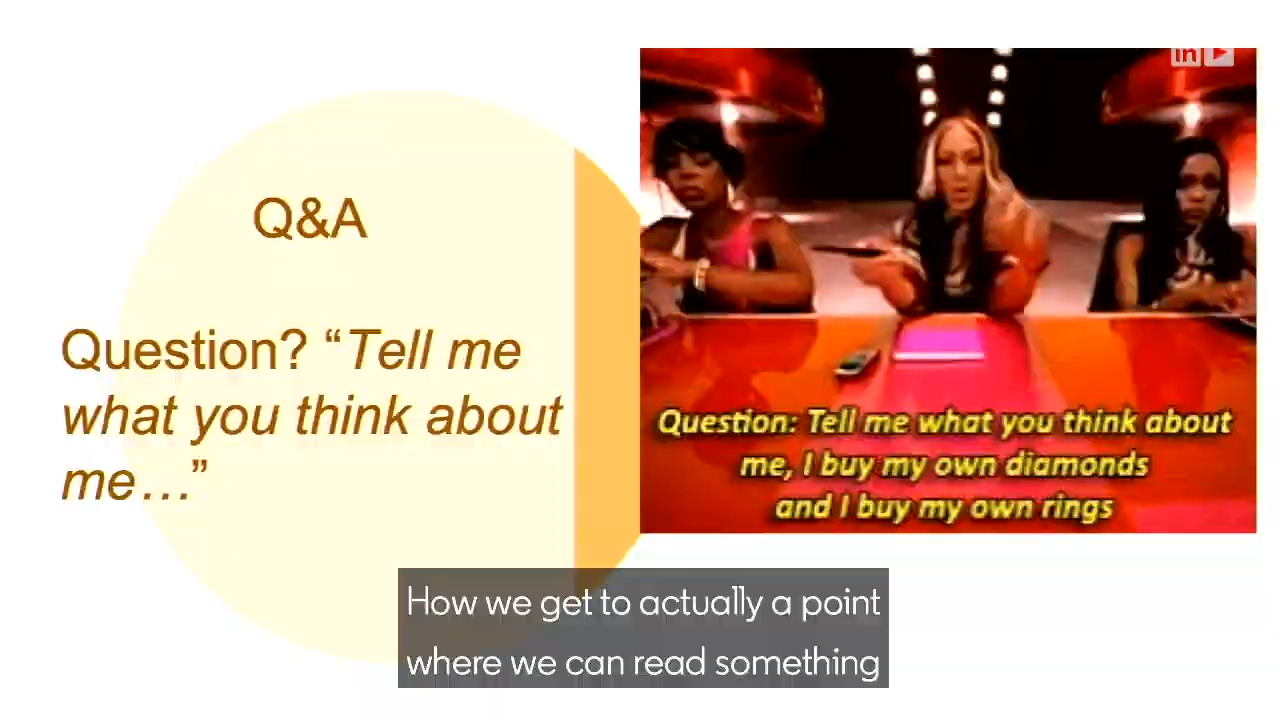 in
Q&A
Question? “Tell me
what you think about
me…”
Question: Tell me what you think about
me, I buy my own diamonds
and I buy my own rings
How we get to actually a point
where we can read something